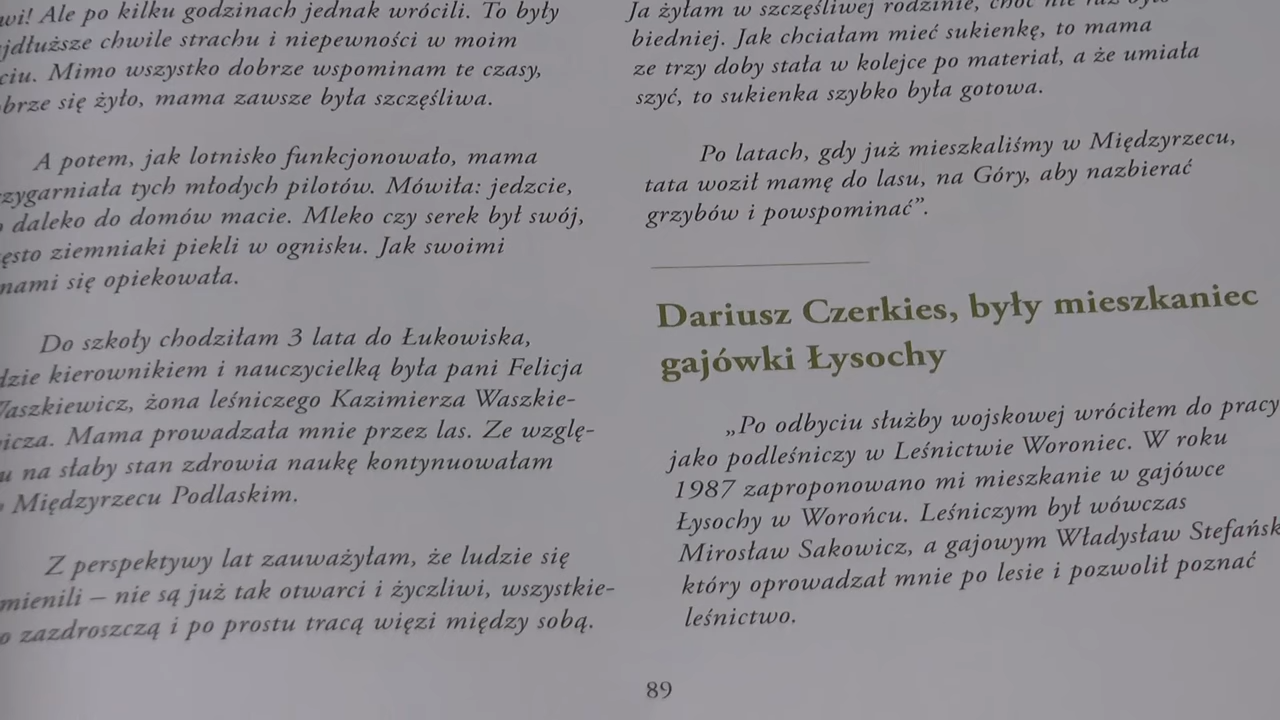 wi! Ale po kilku godzinach jednak wrócili. To były
jdłuższe chwile strachu i niepewności w moim
ciu. Mimo wszystko dobrze wspominam te czasy,
brze się żyło, mama zawsze była szczęśliwa.
A potem, jak lotnisko funkcjonowało, mama
zygarniała tych młodych pilotów. Mówiła: jedzcie,
daleko do domów macie. Mleko czy serek był swój,
ęsto ziemniaki piekli w ognisku. Jak swoimi
nami się opiekowała.
Do szkoły chodziłam 3 lata do Łukowiska,
dzie kierownikiem i nauczycielką była pani Felicja
Waszkiewicz, żona leśniczego Kazimierza Waszkie-
icza. Mama prowadzała mnie przez las. Ze wzglę-
u na słaby stan zdrowia naukę kontynuowałam
Międzyrzecu Podlaskim.
Z perspektywy lat zauważyłam, że ludzie się
mienili – nie są już tak otwarci i życzliwi, wszystkie-
o zazdroszczą i po prostu tracą więzi między sobą.
Ja żyłam w szczęśliwej rodzinie, choć nie raz było
biedniej. Jak chciałam mieć sukienkę, to mama
ze trzy doby stała w kolejce po materiał, a że umiała
szyć, to sukienka szybko była gotowa.
Po latach, gdy już mieszkaliśmy w Międzyrzecu,
tata woził mamę do lasu, na Góry, aby nazbierać
grzybów i powspominać”.
Dariusz Czerkies, były mieszkaniec
gajówki Łysochy
„Po odbyciu służby wojskowej wróciłem do pracy
jako podleśniczy w Leśnictwie Woroniec. W roku
1987 zaproponowano mi mieszkanie w gajówce
Łysochy w Worońcu. Leśniczym był wówczas
Mirosław Sakowicz, a gajowym Władysław Stefańsk
który oprowadzał mnie po lesie i pozwolił poznać
leśnictwo.
89